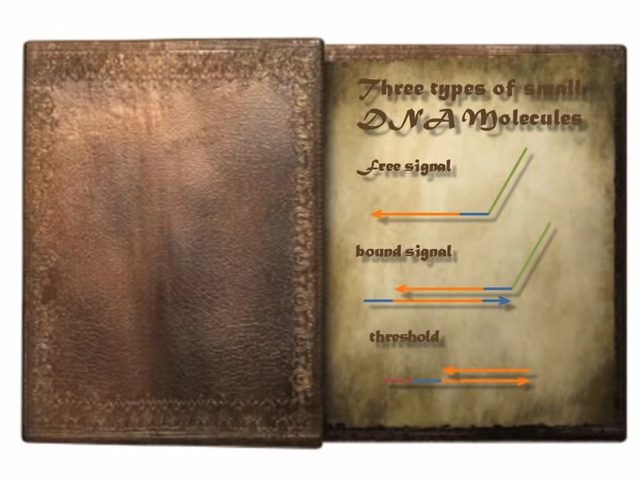 Three types of small
DNA Molecules
free signal
bound signal
threshold